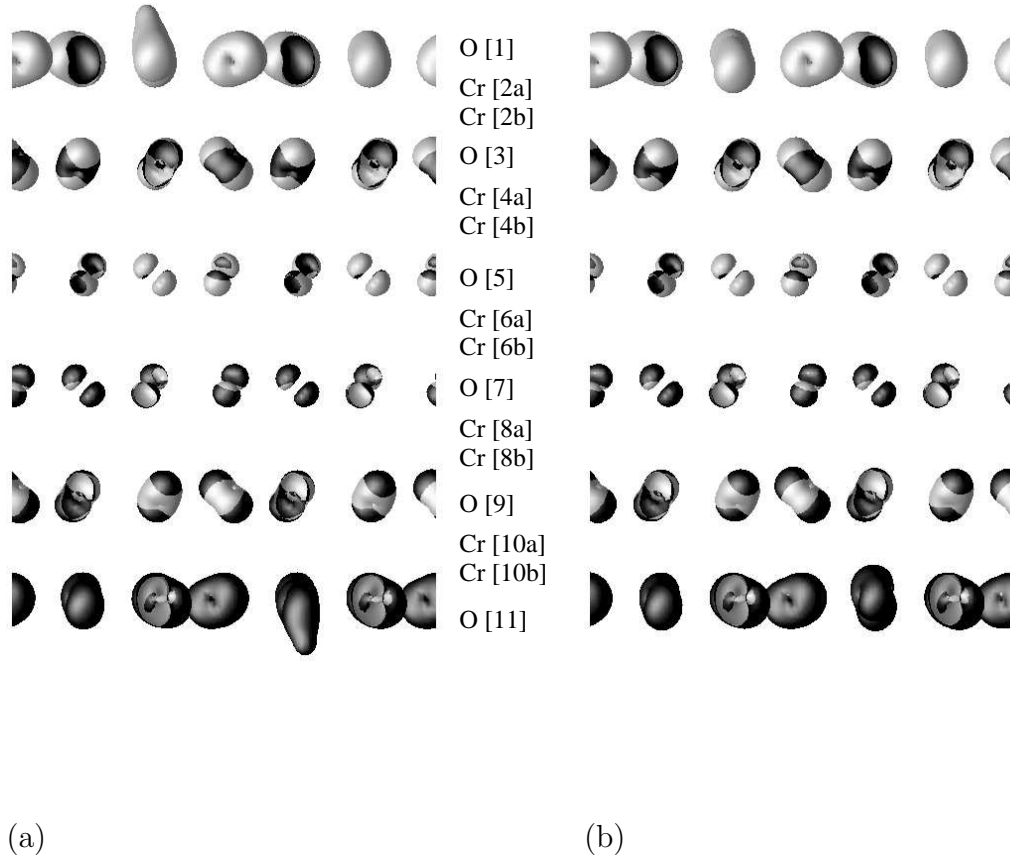 O [1]
Cr [2a]
Cr [2b]
O [3]
Cr [4a]
Cr [4b]
O [5]
Cr [6a]
Cr [6b]
O [7]
Cr [8a]
Cr [8b]
O [9]
Cr [10a]
Cr [10b]
O [11]
(a)
(b)